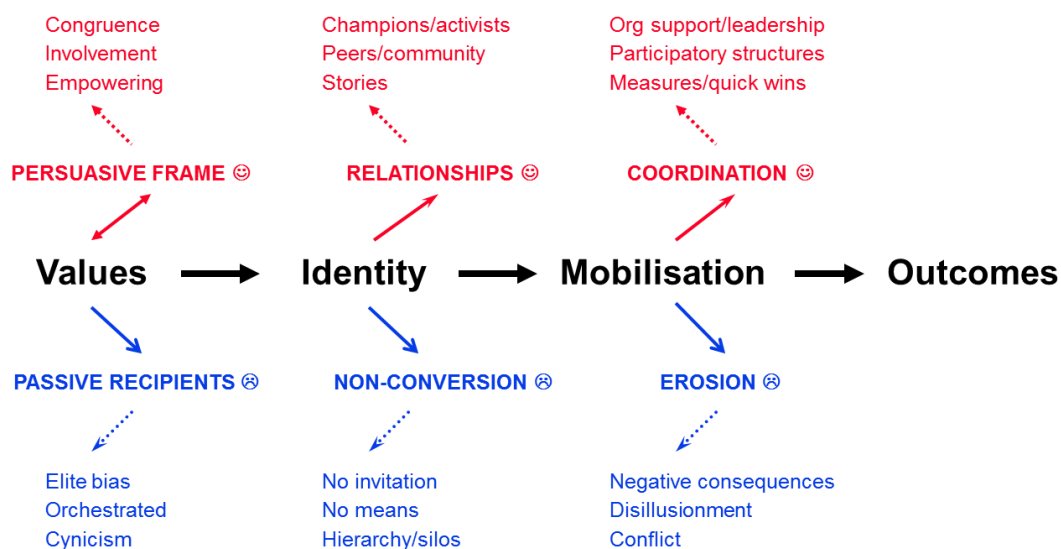 Congruence
Involvement
Empowering
Champions/activists
Peers/community
Stories
Org support/leadership
Participatory structures
Measures/quick wins
PERSUASIVE FRAME ☺
RELATIONSHIPS ☺
COORDINATION ☺
Values
Identity
Mobilisation
Outcomes
PASSIVE RECIPIENTS ☹
NON-CONVERSION ☹
EROSION ☹
Elite bias
Orchestrated
Cynicism
No invitation
No means
Hierarchy/silos
Negative consequences
Disillusionment
Conflict